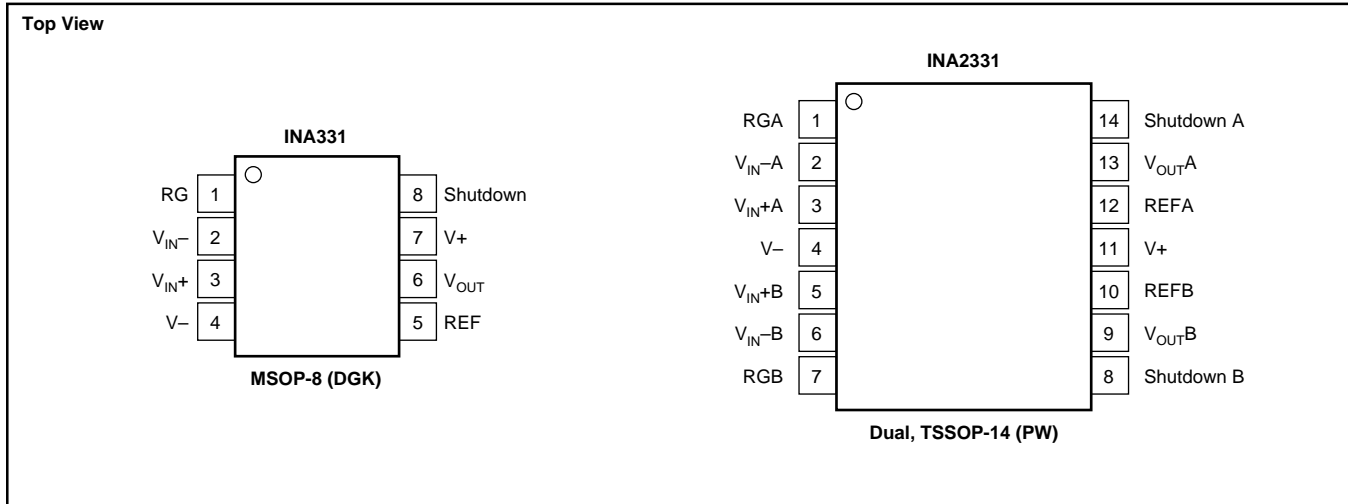 Top View
INA331
RG 1
V_IN– 2
V_IN+ 3
V– 4
8 Shutdown
7 V+
6 V_OUT
5 REF
MSOP-8 (DGK)
INA2331
RGA 1
V_IN–A 2
V_IN+A 3
V– 4
V_IN+B 5
V_IN–B 6
RGB 7
14 Shutdown A
13 V_OUTA
12 REFA
11 V+
10 REFB
9 V_OUTB
8 Shutdown B
Dual, TSSOP-14 (PW)